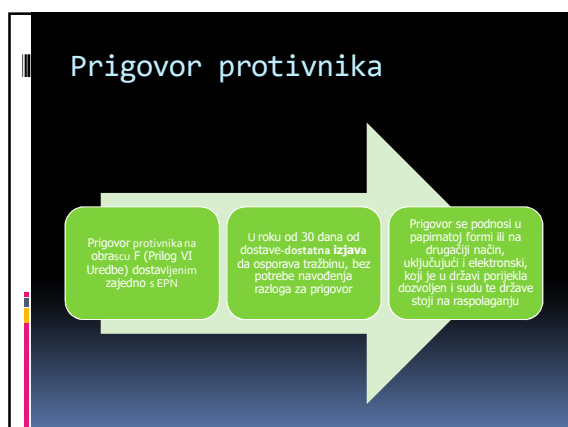 Prigovor protivnika
Prigovor protivnika na
obrascu F (Prilog VI
Uredbe) dostavljenim
zajedno s EPN
U roku od 30 dana od
dostave-dostatna izjava
da osporava tražbinu, bez
potrebe navođenja
razloga za prigovor
Prigovor se podnosi u
papirnatoj formi ili na
drugačiji način,
uključujući i elektronski,
koji je u državi porijekla
dozvoljen i sudu te države
stoji na raspolaganju